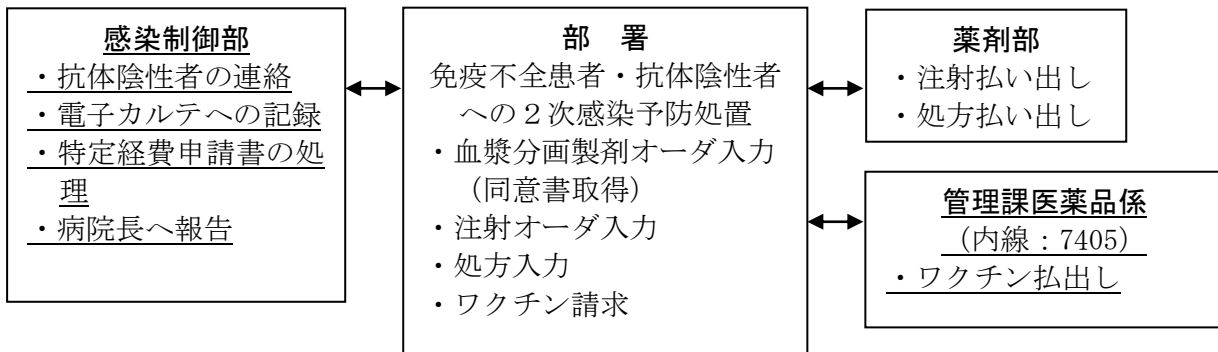 感染制御部
・抗体陰性者の連絡
・電子カルテへの記録
・特定経費申請書の処
理
・病院長へ報告
部　署
免疫不全患者・抗体陰性者
への２次感染予防処置
・血漿分画製剤オーダ入力
（同意書取得）
・注射オーダ入力
・処方入力
・ワクチン請求
薬剤部
・注射払い出し
・処方払い出し
管理課医薬品係
（内線：7405）
・ワクチン払出し